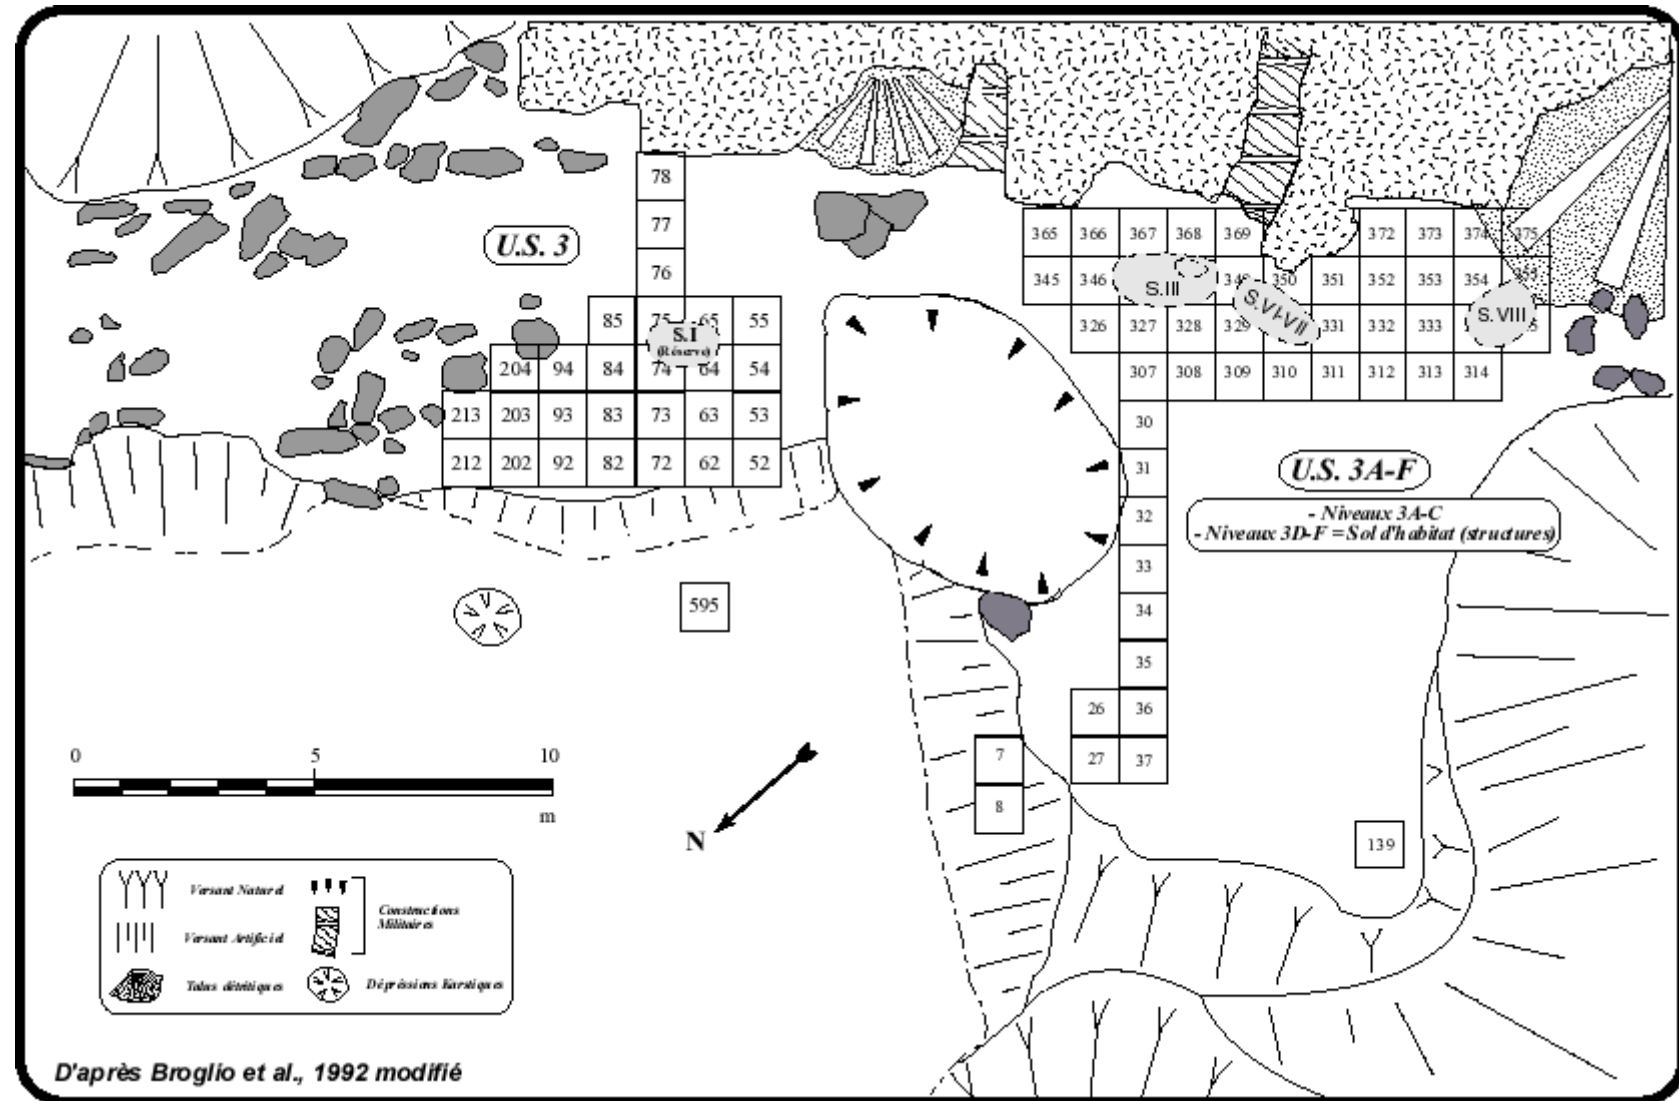 78
77
76
U.S. 3
85 75 65 55
S.I
(Réserve)
204 94 84 74 64 54
213 203 93 83 73 63 53
212 202 92 82 72 62 52
595
365 366 367 368 369 372 373 374 375
345 346 349 350 351 352 353 354 355
S.III
S.VI-VII
S.VIII
326 327 328 329 331 332 333
307 308 309 310 311 312 313 314
30
31
32
33
34
35
26 36
27 37
7
8
139
U.S. 3A-F
- Niveaux 3A-C
- Niveaux 3D-F = Sol d'habitat (structures)
0 5 10
m
N
Versant Naturel
Versant Artificiel
Talus détritiques
Constructions
Militaires
Dépréssions Karstiques
D'après Broglio et al., 1992 modifié